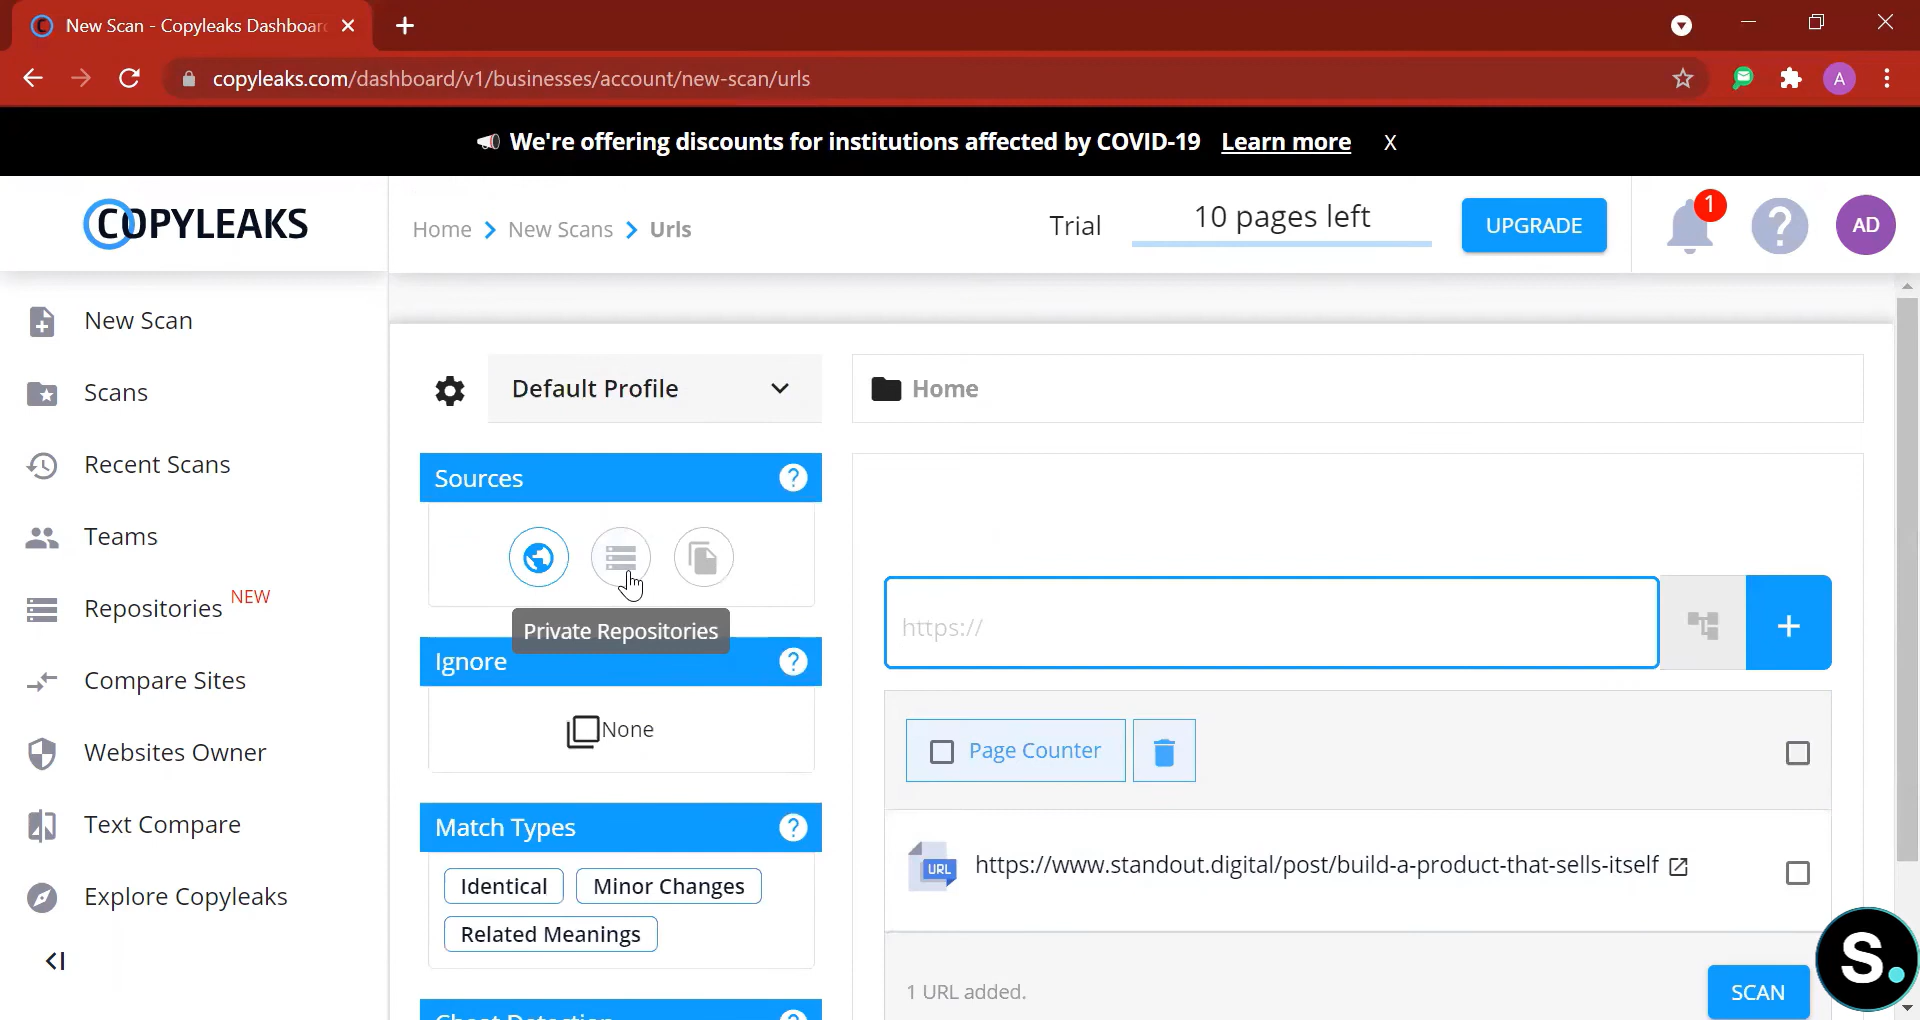 New Scan - Copyleaks Dashboar
copyleaks.com/dashboard/v1/businesses/account/new-scan/urls
A
We're offering discounts for institutions affected by COVID-19 Learn more X
COPYLEAKS
Home > New Scans > Urls
Trial
10 pages left
UPGRADE
1
?
AD
New Scan
Scans
Recent Scans
Teams
Repositories NEW
Compare Sites
Websites Owner
Text Compare
Explore Copyleaks
Default Profile
Sources ?
Private Repositories
Ignore ?
None
Match Types ?
Identical
Minor Changes
Related Meanings
Cheat Detection ?
Home
https://
+
Page Counter
URL
https://www.standout.digital/post/build-a-product-that-sells-itself
1 URL added.
SCAN
S.